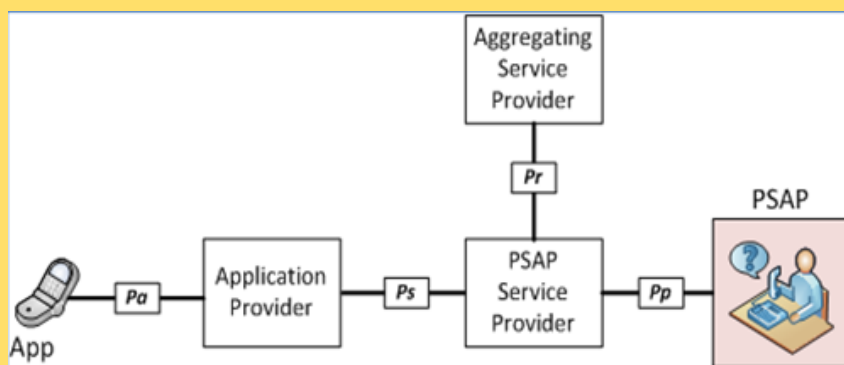 Aggregating
Service
Provider
Pr
PSAP
App
Pa
Application
Provider
Ps
PSAP
Service
Provider
Pp
?